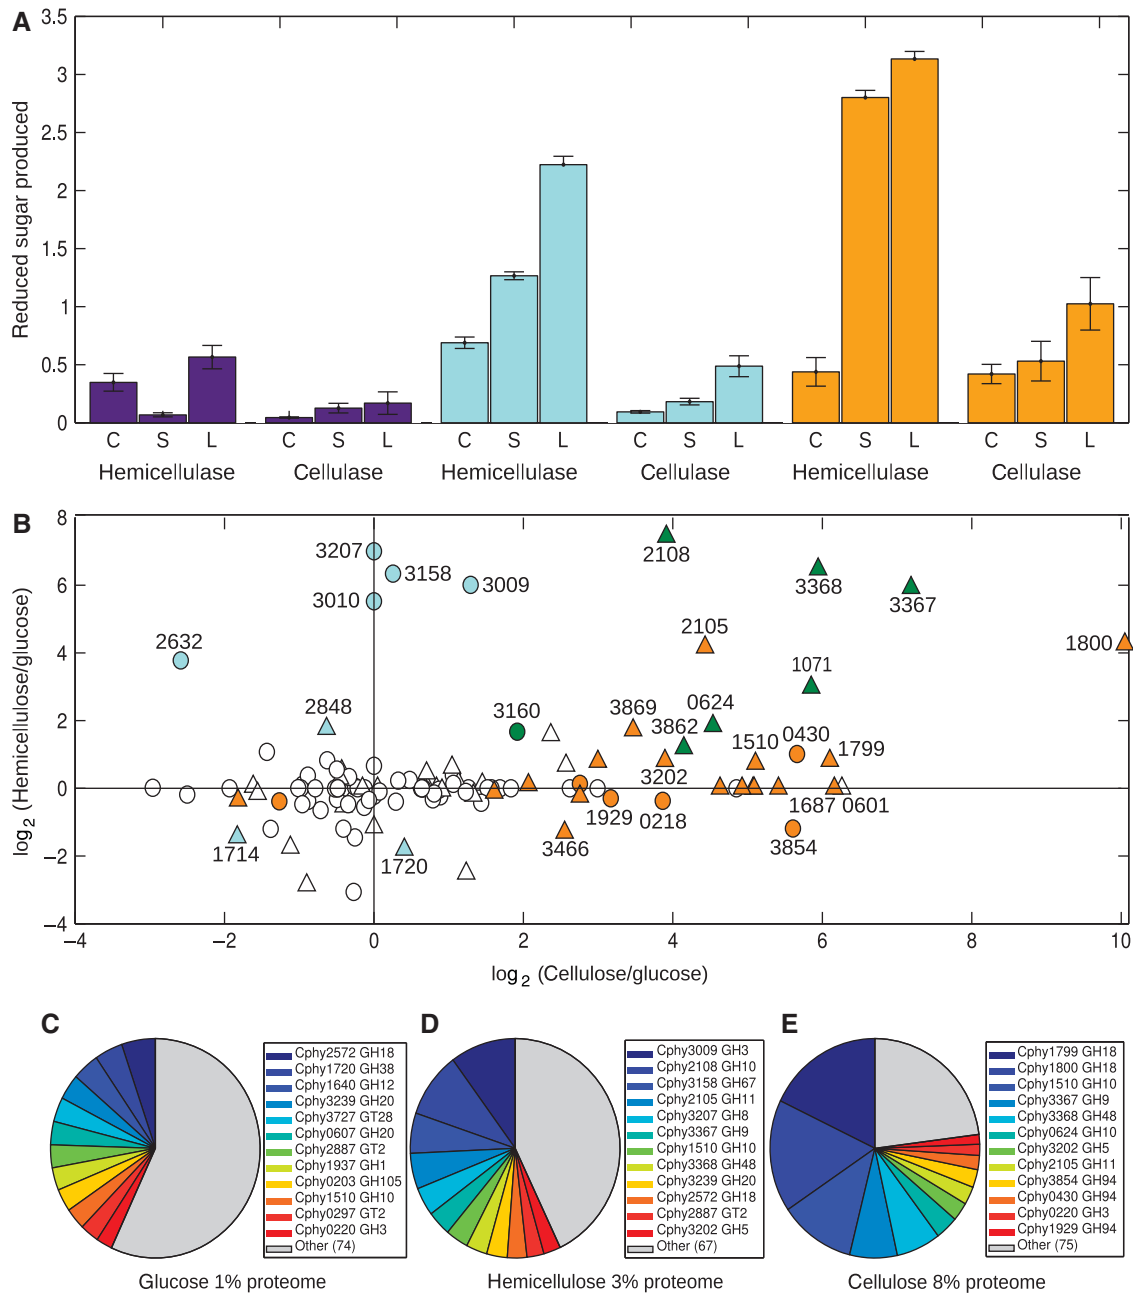 A
3.5
3
2.5
2
1.5
1
0.5
0
Reduced sugar produced
C S L C S L C S L C S L C S L C S L
Hemicellulase Cellulase Hemicellulase Cellulase Hemicellulase Cellulase
B
8
6
4
2
0
−2
−4
log2 (Hemicellulose/glucose)
3207
3158
3009
3010
2632
2848
2108
3368
3367
2105
1800
1071
3160
3869
0624
3862
0430
1510
1799
3202
1929
0218
1687
0601
3466
3854
1714
1720
−4 −2 0 2 4 6 8 10
log2 (Cellulose/glucose)
C
Cphy2572 GH18
Cphy1720 GH38
Cphy1640 GH12
Cphy3239 GH20
Cphy3727 GT28
Cphy0607 GH20
Cphy2887 GT2
Cphy1937 GH1
Cphy0203 GH105
Cphy1510 GH10
Cphy0297 GT2
Cphy0220 GH3
Other (74)
Glucose 1% proteome
D
Cphy3009 GH3
Cphy2108 GH10
Cphy3158 GH67
Cphy2105 GH11
Cphy3207 GH8
Cphy3367 GH9
Cphy1510 GH10
Cphy3368 GH48
Cphy3239 GH20
Cphy2572 GH18
Cphy2887 GT2
Cphy3202 GH5
Other (67)
Hemicellulose 3% proteome
E
Cphy1799 GH18
Cphy1800 GH18
Cphy1510 GH10
Cphy3367 GH9
Cphy3368 GH48
Cphy0624 GH10
Cphy3202 GH5
Cphy2105 GH11
Cphy3854 GH94
Cphy0430 GH94
Cphy0220 GH3
Cphy1929 GH94
Other (75)
Cellulose 8% proteome